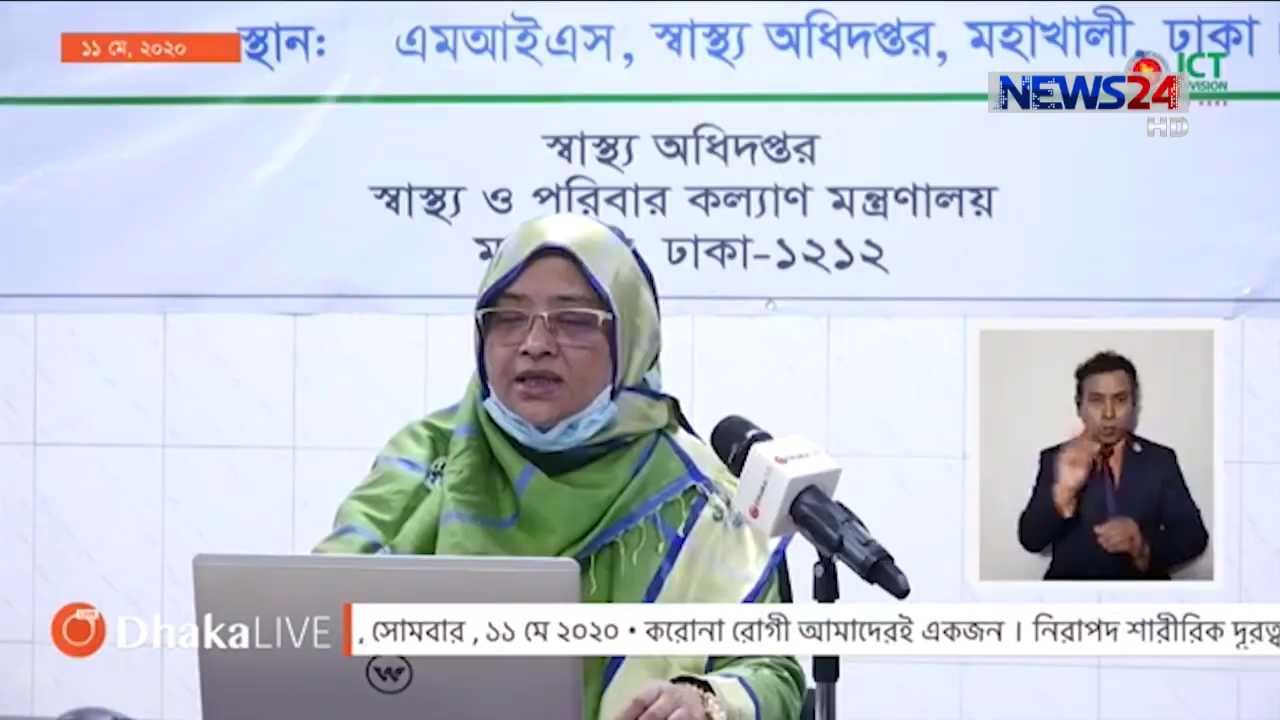 ১১ মে, ২০২০
স্থান: এমআইএস, স্বাস্থ্য অধিদপ্তর, মহাখালী, ঢাকা
ICT
NEWS24
HD
HERE
স্বাস্থ্য অধিদপ্তর
স্বাস্থ্য ও পরিবার কল্যাণ মন্ত্রণালয়
ঢাকা-১২১২
DhakaLIVE
, সোমবার , ১১ মে ২০২০ • করোনা রোগী আমাদেরই একজন । নিরাপদ শারীরিক দূরত্ব